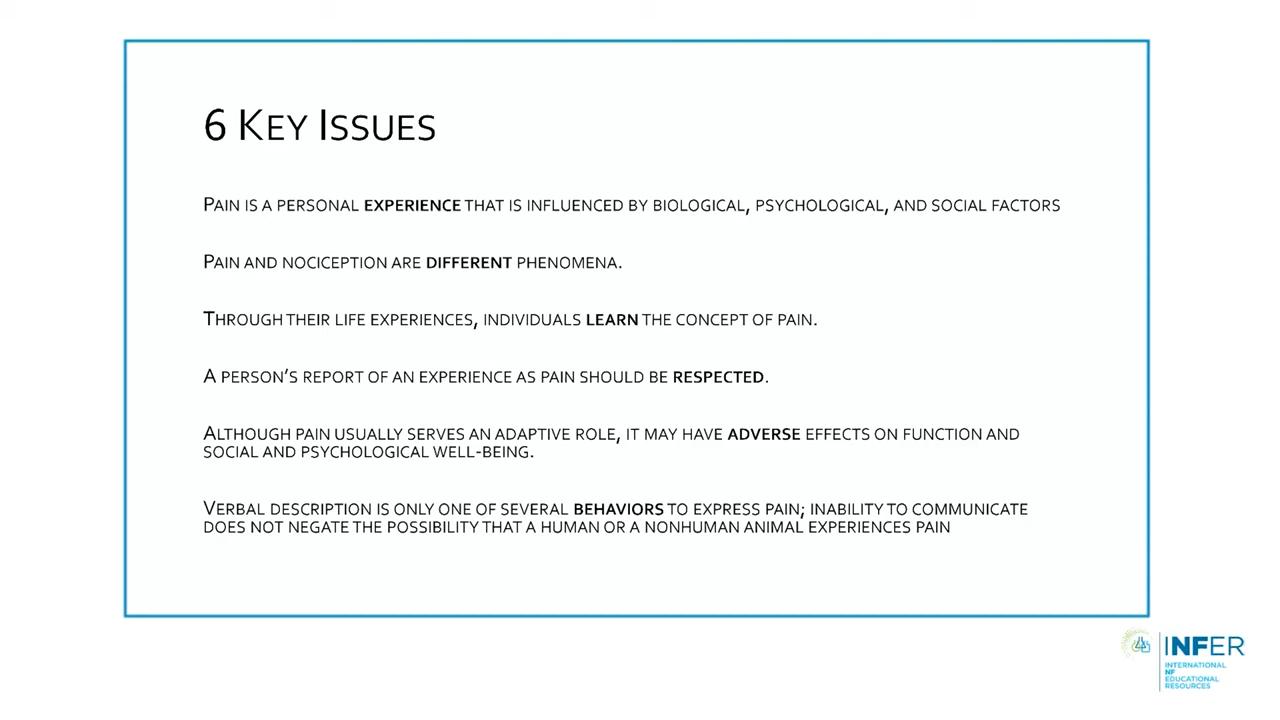 6 KEY ISSUES
PAIN IS A PERSONAL EXPERIENCE THAT IS INFLUENCED BY BIOLOGICAL, PSYCHOLOGICAL, AND SOCIAL FACTORS
PAIN AND NOCICEPTION ARE DIFFERENT PHENOMENA.
THROUGH THEIR LIFE EXPERIENCES, INDIVIDUALS LEARN THE CONCEPT OF PAIN.
A PERSON'S REPORT OF AN EXPERIENCE AS PAIN SHOULD BE RESPECTED.
ALTHOUGH PAIN USUALLY SERVES AN ADAPTIVE ROLE, IT MAY HAVE ADVERSE EFFECTS ON FUNCTION AND
SOCIAL AND PSYCHOLOGICAL WELL-BEING.
VERBAL DESCRIPTION IS ONLY ONE OF SEVERAL BEHAVIORS TO EXPRESS PAIN; INABILITY TO COMMUNICATE
DOES NOT NEGATE THE POSSIBILITY THAT A HUMAN OR A NONHUMAN ANIMAL EXPERIENCES PAIN
INFER
INTERNATIONAL
NF
EDUCATIONAL
RESOURCES